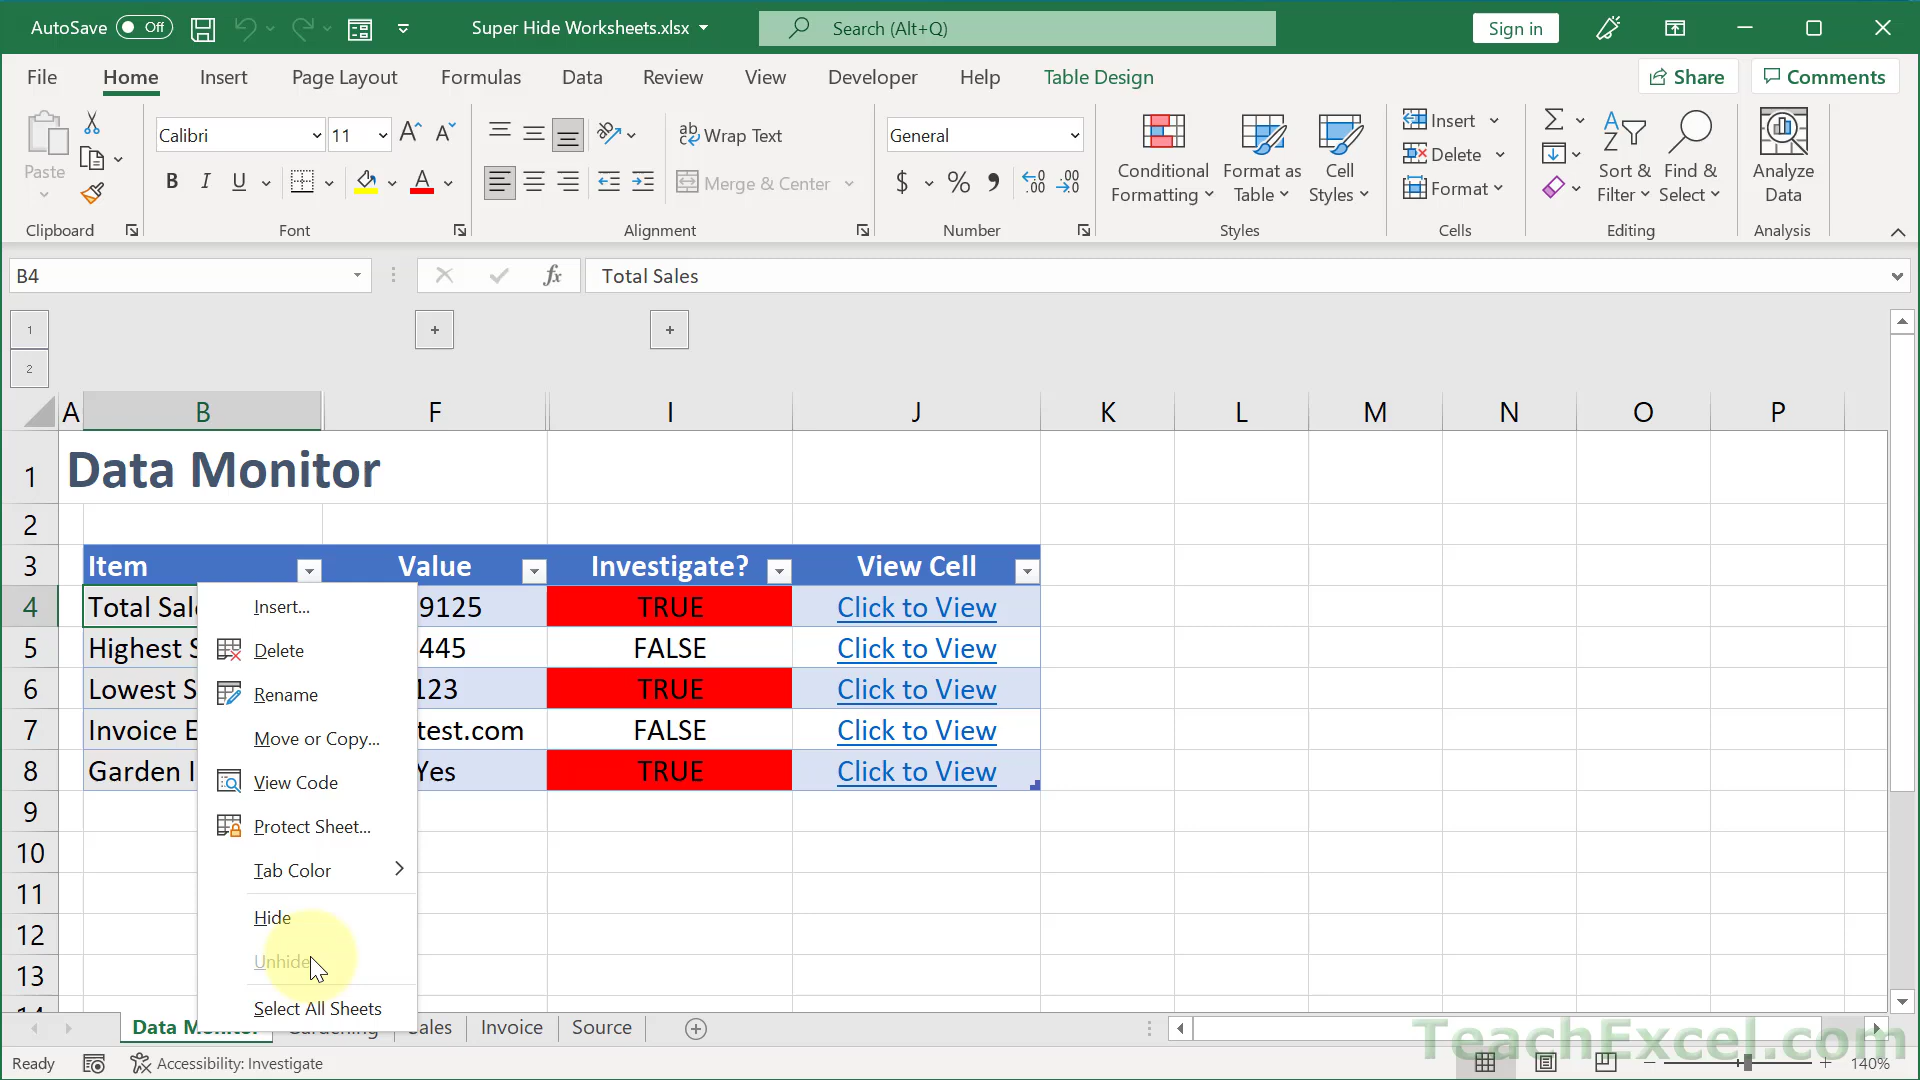 AutoSave Off
Super Hide Worksheets.xlsx
Search (Alt+Q)
Sign in
File Home Insert Page Layout Formulas Data Review View Developer Help Table Design
Share Comments
Paste
Clipboard
Calibri 11
B I U
Font
Wrap Text
Merge & Center
Alignment
General
$ % 
Number
Conditional Formatting
Format as Table
Cell Styles
Styles
Insert
Delete
Format
Cells
Sort & Filter
Find & Select
Editing
Analyze Data
Analysis
B4
fx
Total Sales
1
2
A B F I J K L M N O P
1 Data Monitor
2
3 Item Value Investigate? View Cell
4 Total Sal 9125 TRUE Click to View
5 Highest S 445 FALSE Click to View
6 Lowest S 123 TRUE Click to View
7 Invoice E test.com FALSE Click to View
8 Garden I Yes TRUE Click to View
9
10
11
12
13
14
Insert...
Delete
Rename
Move or Copy...
View Code
Protect Sheet...
Tab Color
Hide
Unhide
Select All Sheets
Data Monitor Gardening Sales Invoice Source
TeachExcel.com
Ready
Accessibility: Investigate
140%